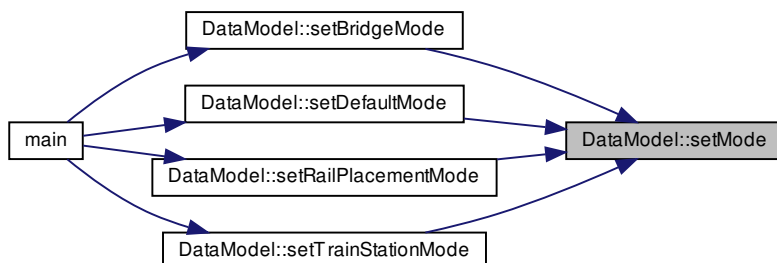 DataModel::setBridgeMode
DataModel::setDefaultMode
main
DataModel::setMode
DataModel::setRailPlacementMode
DataModel::setTrainStationMode